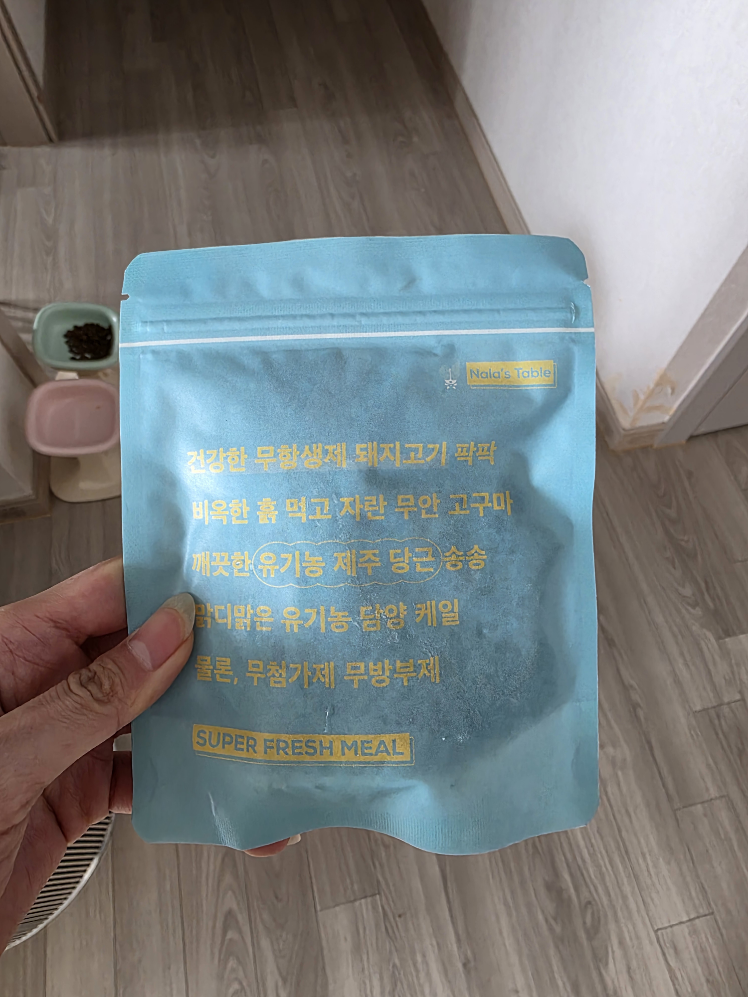 Nala's Table
건강한 무항생제 돼지고기 팍팍
비옥한 흙 먹고 자란 무안 고구마
깨끗한 유기농 제주 당근 송송
맑디맑은 유기농 담양 케일
물론, 무첨가제 무방부제
SUPER FRESH MEAL